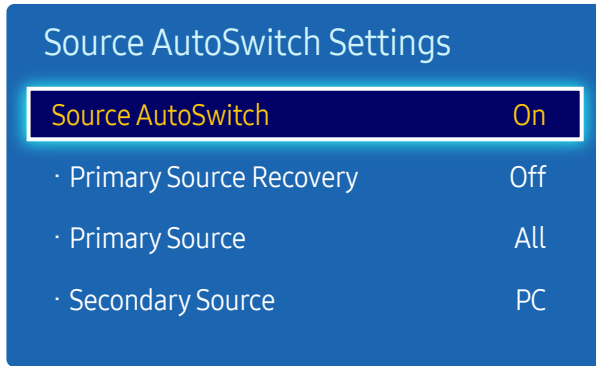 Source AutoSwitch Settings
Source AutoSwitch On
· Primary Source Recovery Off
· Primary Source All
· Secondary Source PC